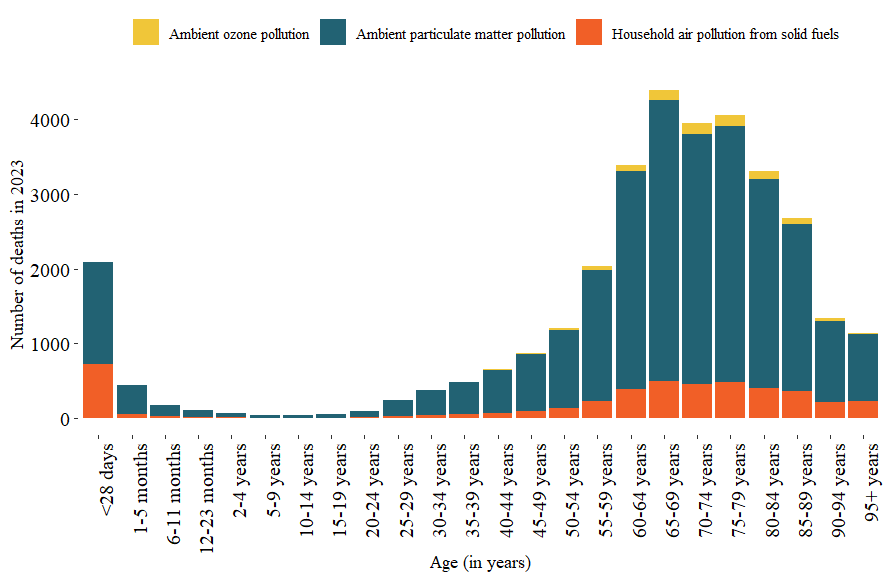 Ambient ozone pollution Ambient particulate matter pollution Household air pollution from solid fuels
Number of deaths in 2023
4000
3000
2000
1000
0
<28 days
1-5 months
6-11 months
12-23 months
2-4 years
5-9 years
10-14 years
15-19 years
20-24 years
25-29 years
30-34 years
35-39 years
40-44 years
45-49 years
50-54 years
55-59 years
60-64 years
65-69 years
70-74 years
75-79 years
80-84 years
85-89 years
90-94 years
95+ years
Age (in years)